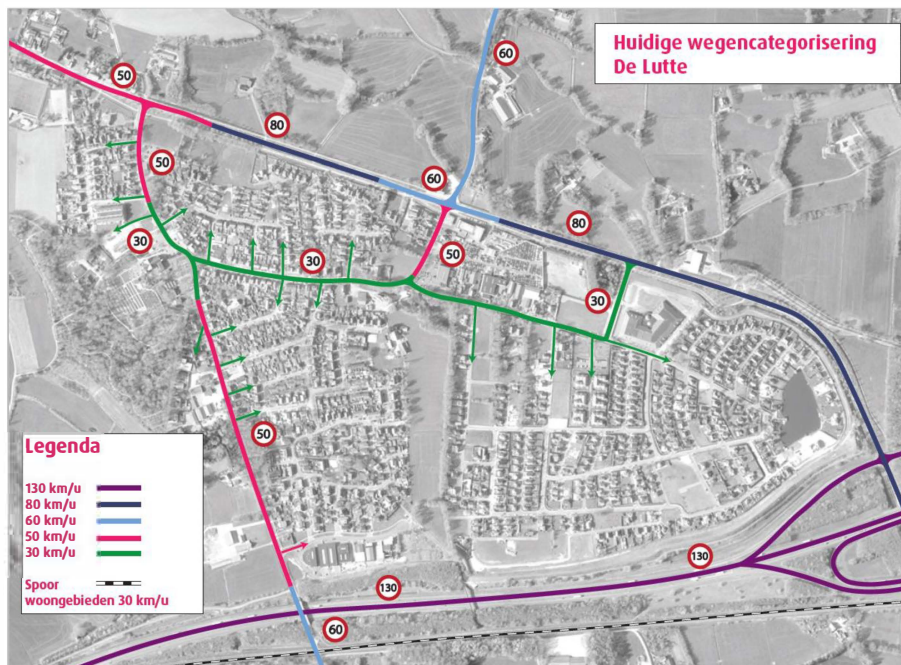 Huidige wegencategorisering
De Lutte
60
50
80
50
60
80
30
30
50
30
50
130
130
60
Legenda
130 km/u
80 km/u
60 km/u
50 km/u
30 km/u
Spoor
woongebieden 30 km/u